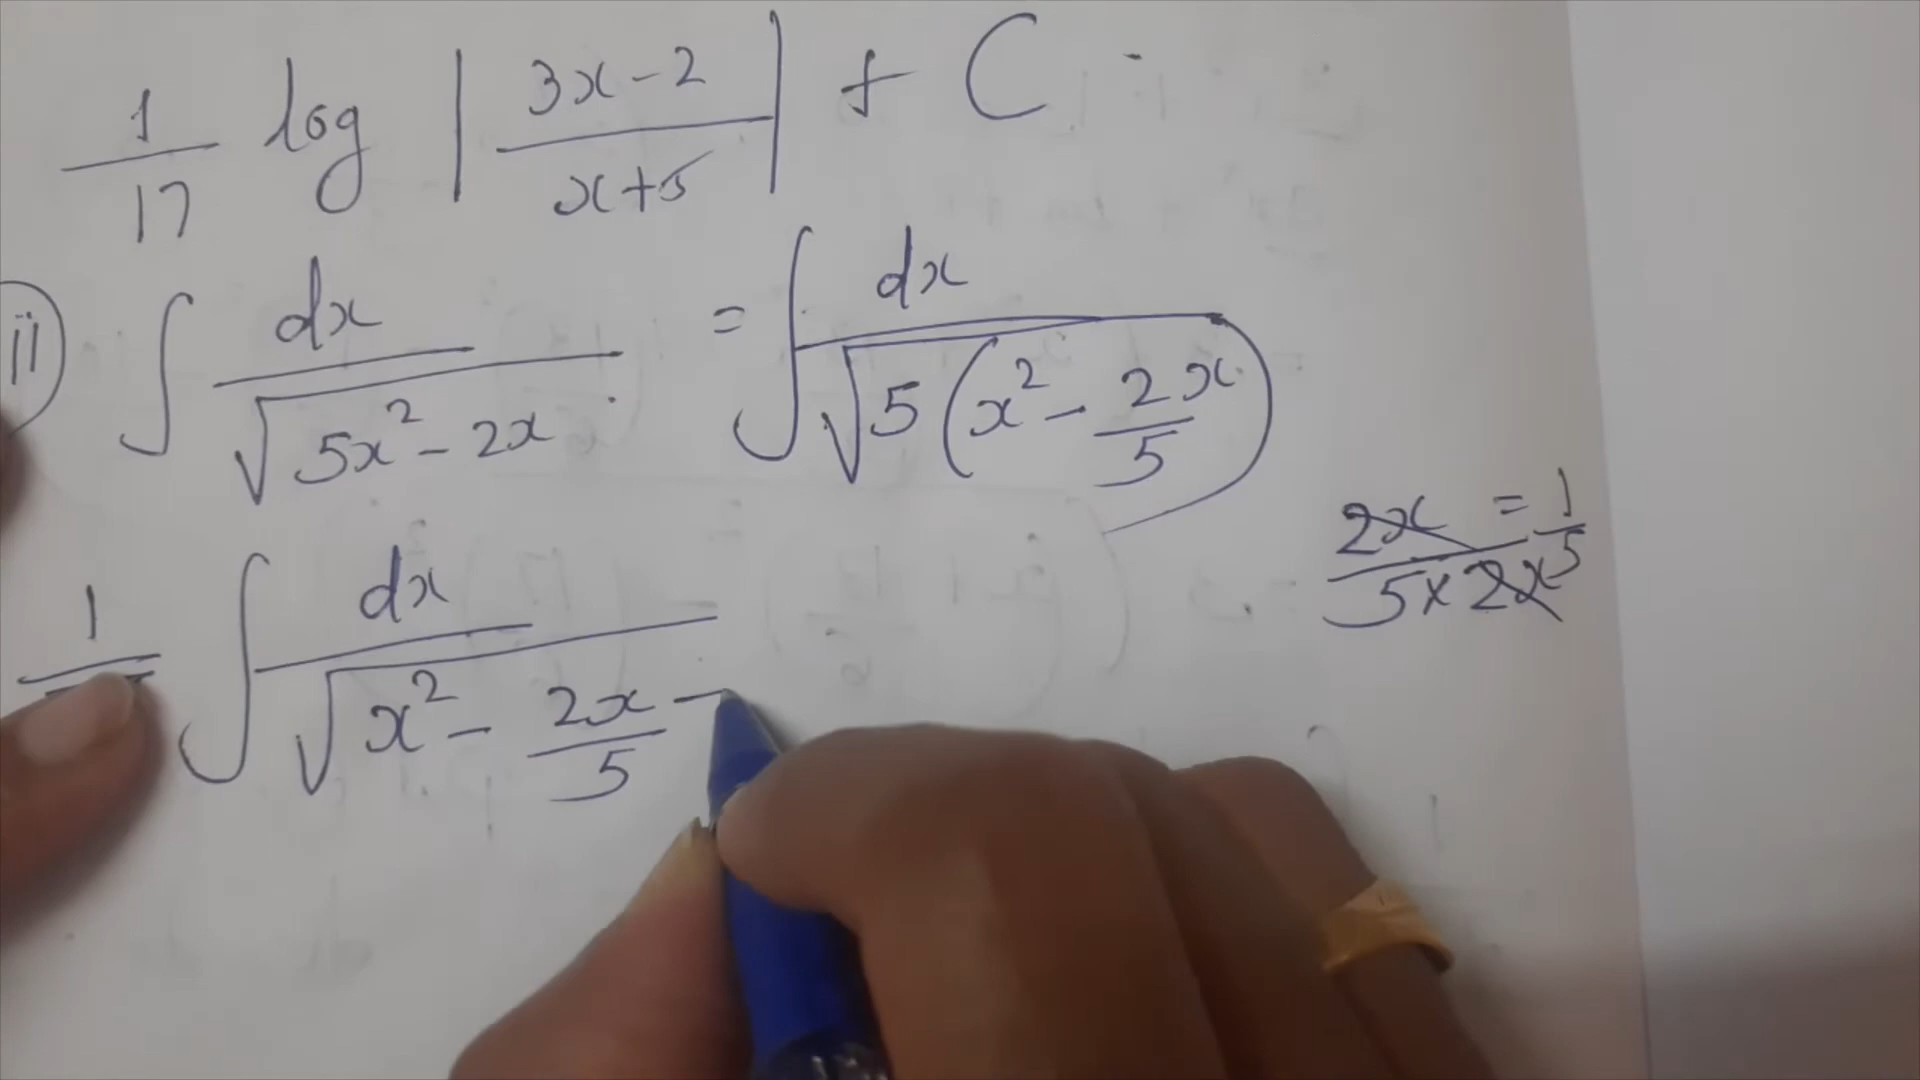 1/17 log |(3x-2)/(x+5)| + C.
ii) ∫ dx/√(5x²-2x) = ∫ dx/√(5(x²-2x/5))
2x/(5×2x) = 1/5
1/ ∫ dx/√(x²-2x/5 -